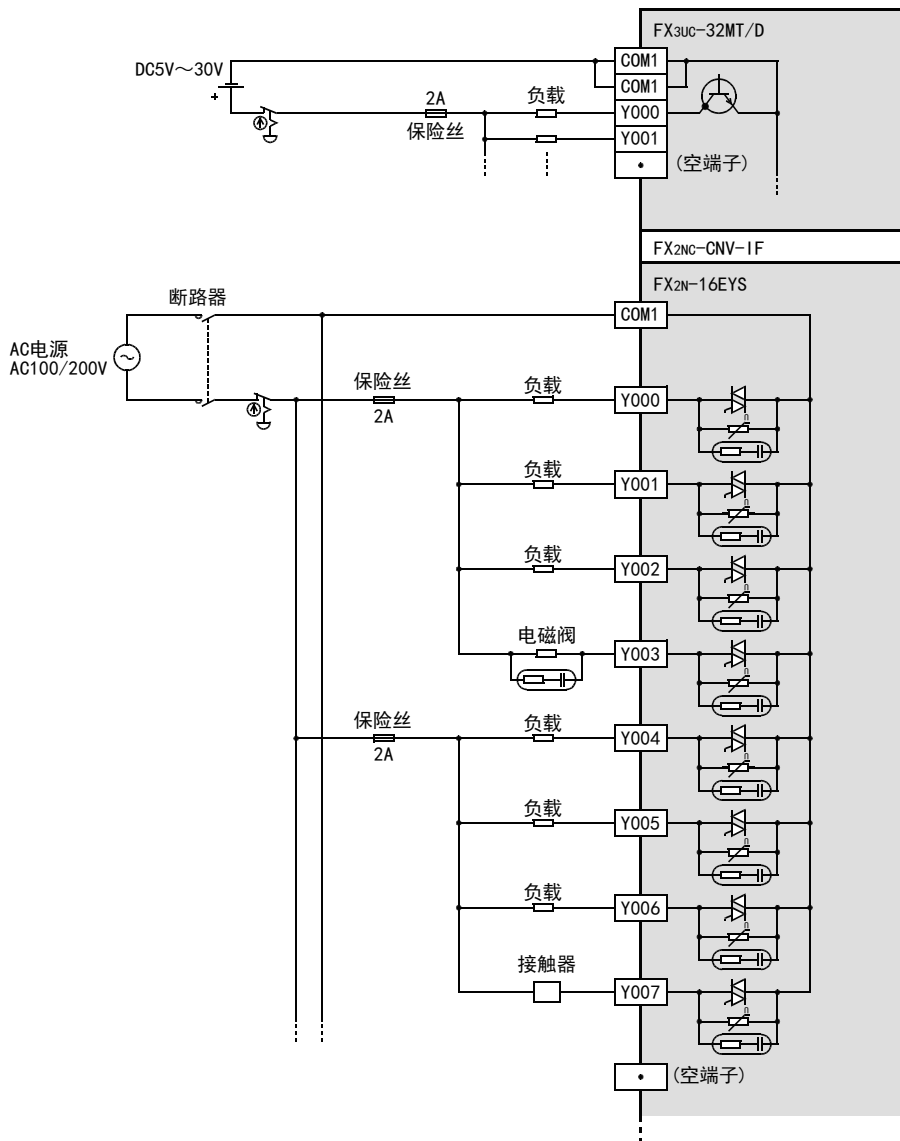 FX3UC-32MT/D
DC5V～30V
+
COM1
COM1
2A
保险丝
负载
Y000
Y001
(空端子)
FX2NC-CNV-IF
FX2N-16EYS
断路器
COM1
AC电源
AC100/200V
保险丝
2A
负载
Y000
n
负载
Y001
n
负载
Y002
n
电磁阀
Y003
n
保险丝
2A
负载
Y004
n
负载
Y005
n
负载
Y006
n
接触器
Y007
n
(空端子)